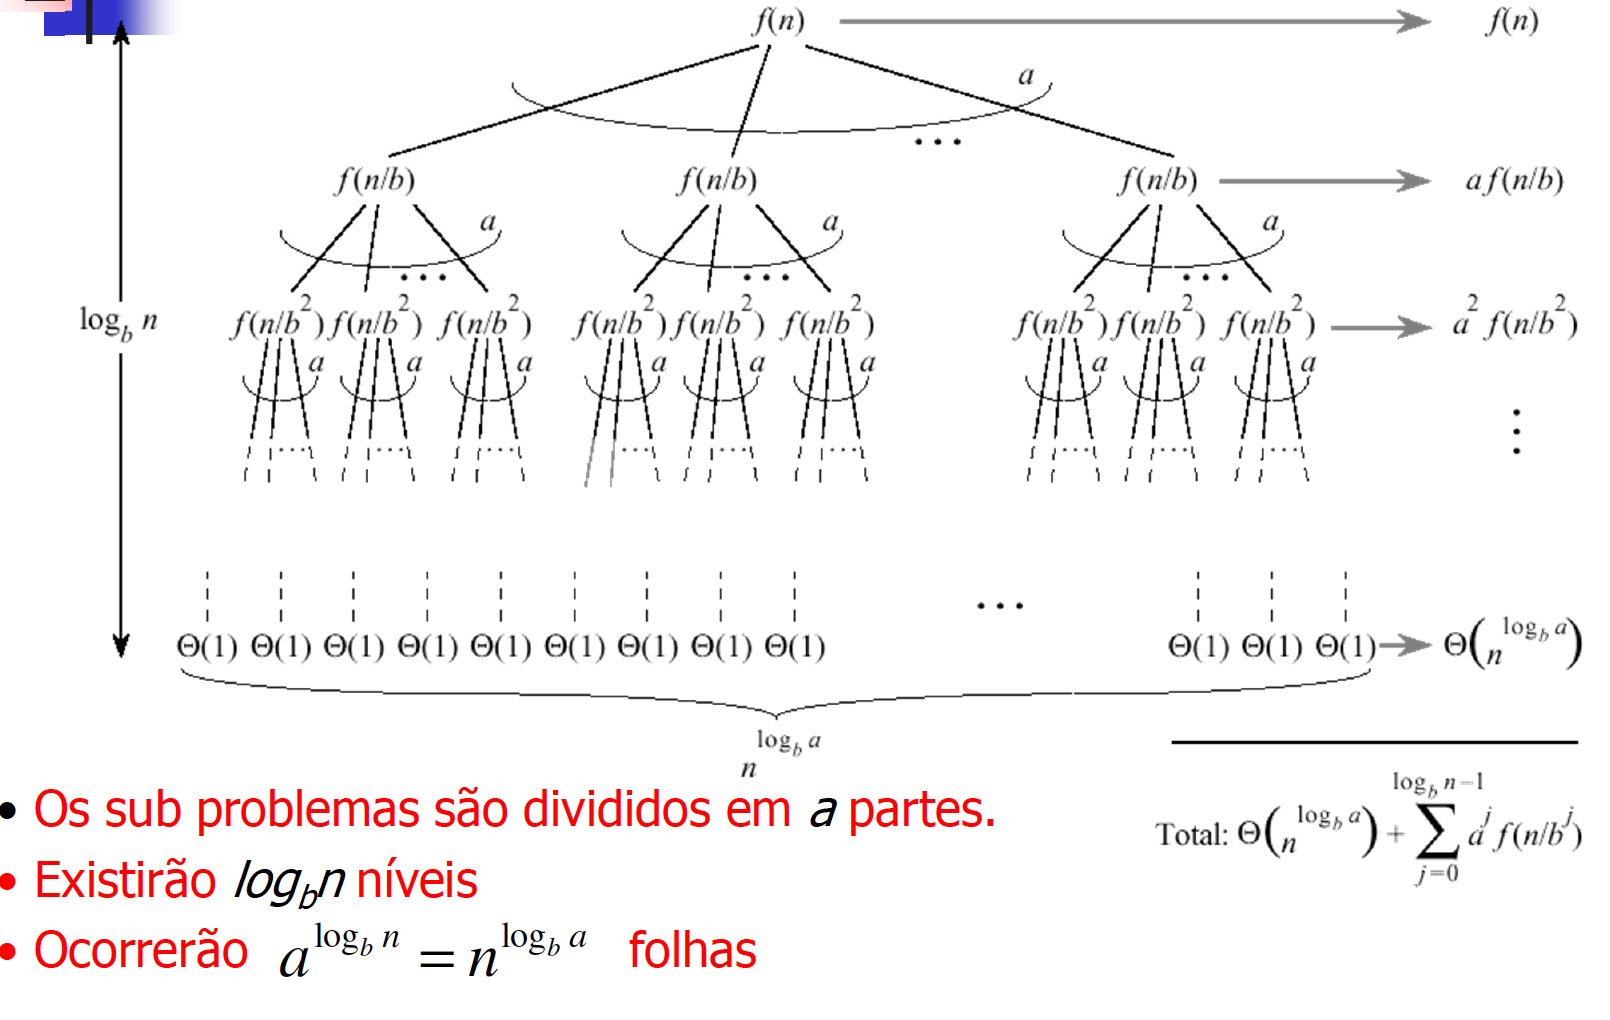 f(n) f(n)
a
...
f(n/b) f(n/b) f(n/b) a f(n/b)
a a a
... ... ...
log_b n f(n/b²) f(n/b²) f(n/b²) f(n/b²) f(n/b²) f(n/b²) f(n/b²) f(n/b²) f(n/b²) a² f(n/b²)
a a a a a a a a a
... ... ... ... ... ... ... ... ... ⋮
...
Θ(1) Θ(1) Θ(1) Θ(1) Θ(1) Θ(1) Θ(1) Θ(1) Θ(1) Θ(1) Θ(1) Θ(1) Θ(n^{log_b a})
n^{log_b a}
• Os sub problemas são divididos em a partes.
Total: Θ(n^{log_b a}) + ∑_{j=0}^{log_b n−1} a^j f(n/b^j)
• Existirão log_b n níveis
• Ocorrerão a^{log_b n} = n^{log_b a} folhas